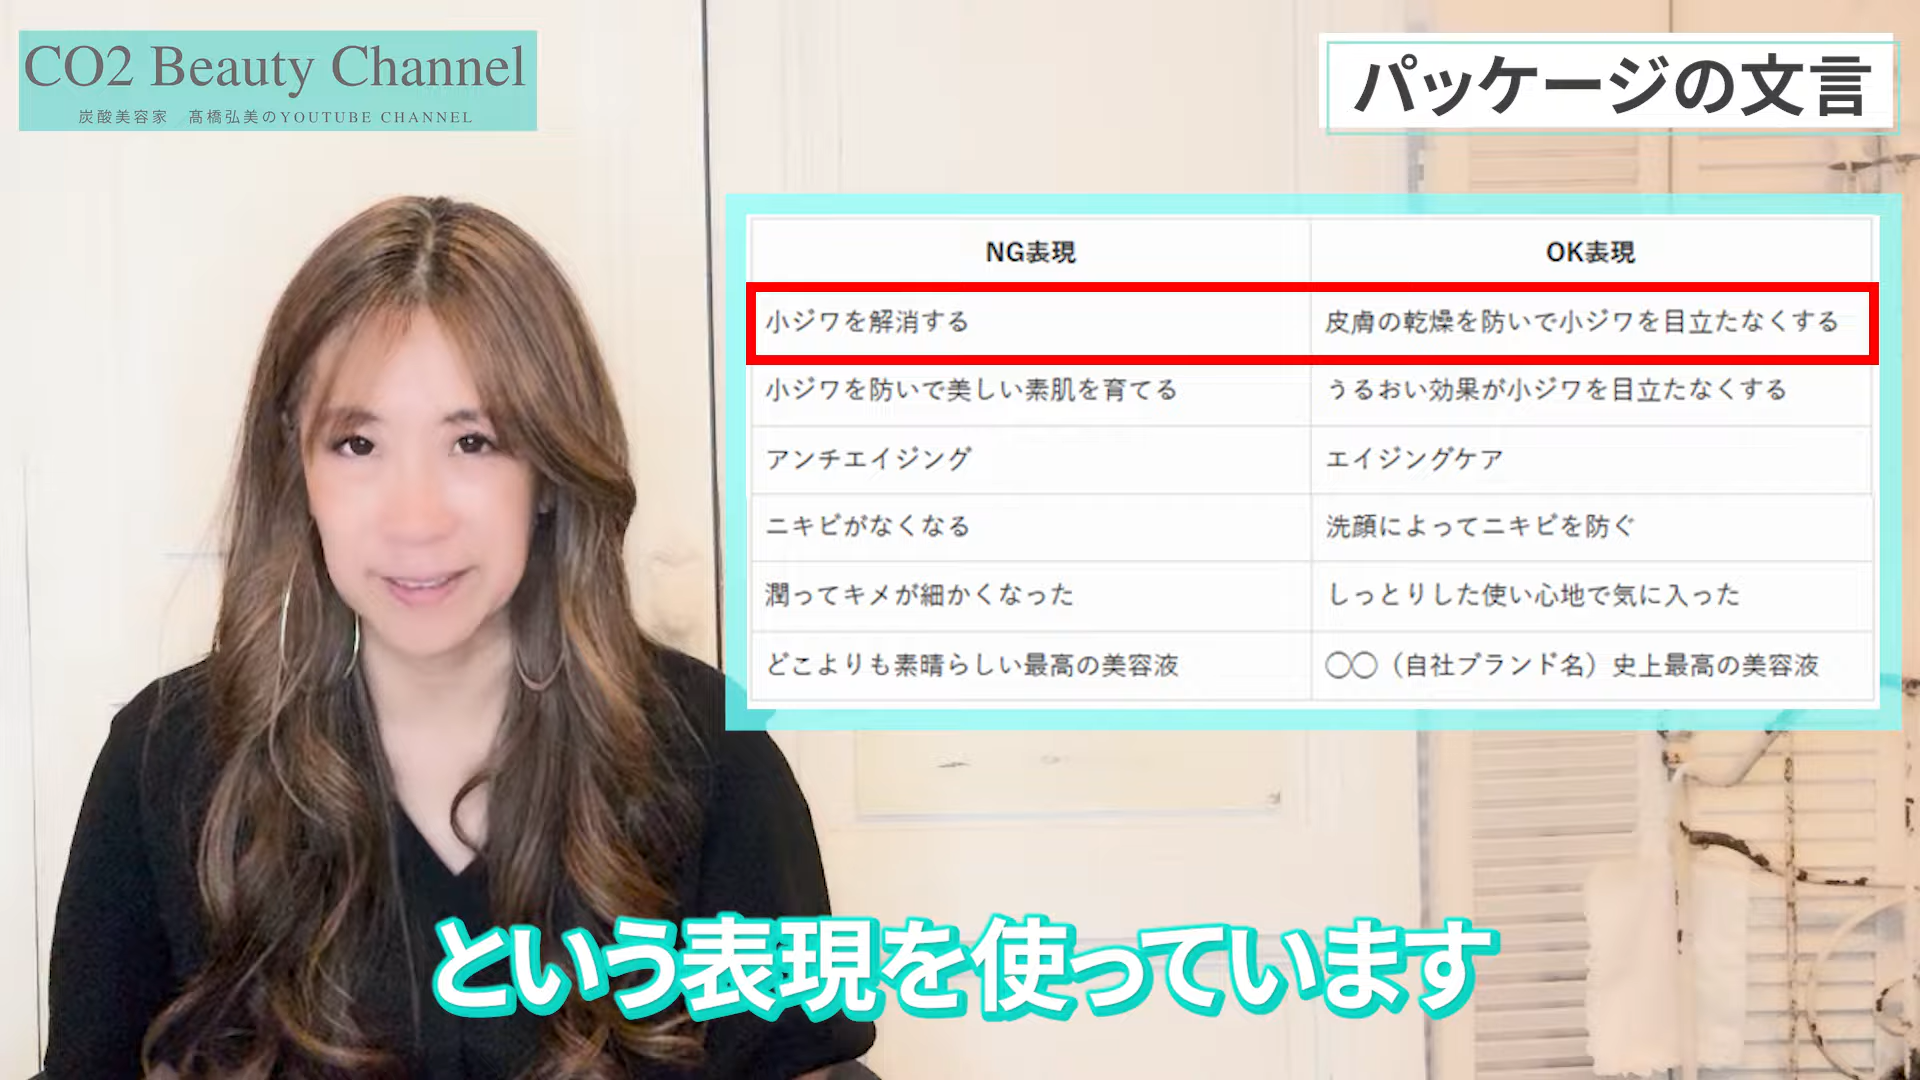 CO2 Beauty Channel
炭酸美容家 髙橋弘美のYOUTUBE CHANNEL
パッケージの文言
NG表現 OK表現
小ジワを解消する 皮膚の乾燥を防いで小ジワを目立たなくする
小ジワを防いで美しい素肌を育てる うるおい効果が小ジワを目立たなくする
アンチエイジング エイジングケア
ニキビがなくなる 洗顔によってニキビを防ぐ
潤ってキメが細かくなった しっとりした使い心地で気に入った
どこよりも素晴らしい最高の美容液 〇〇（自社ブランド名）史上最高の美容液
という表現を使っています